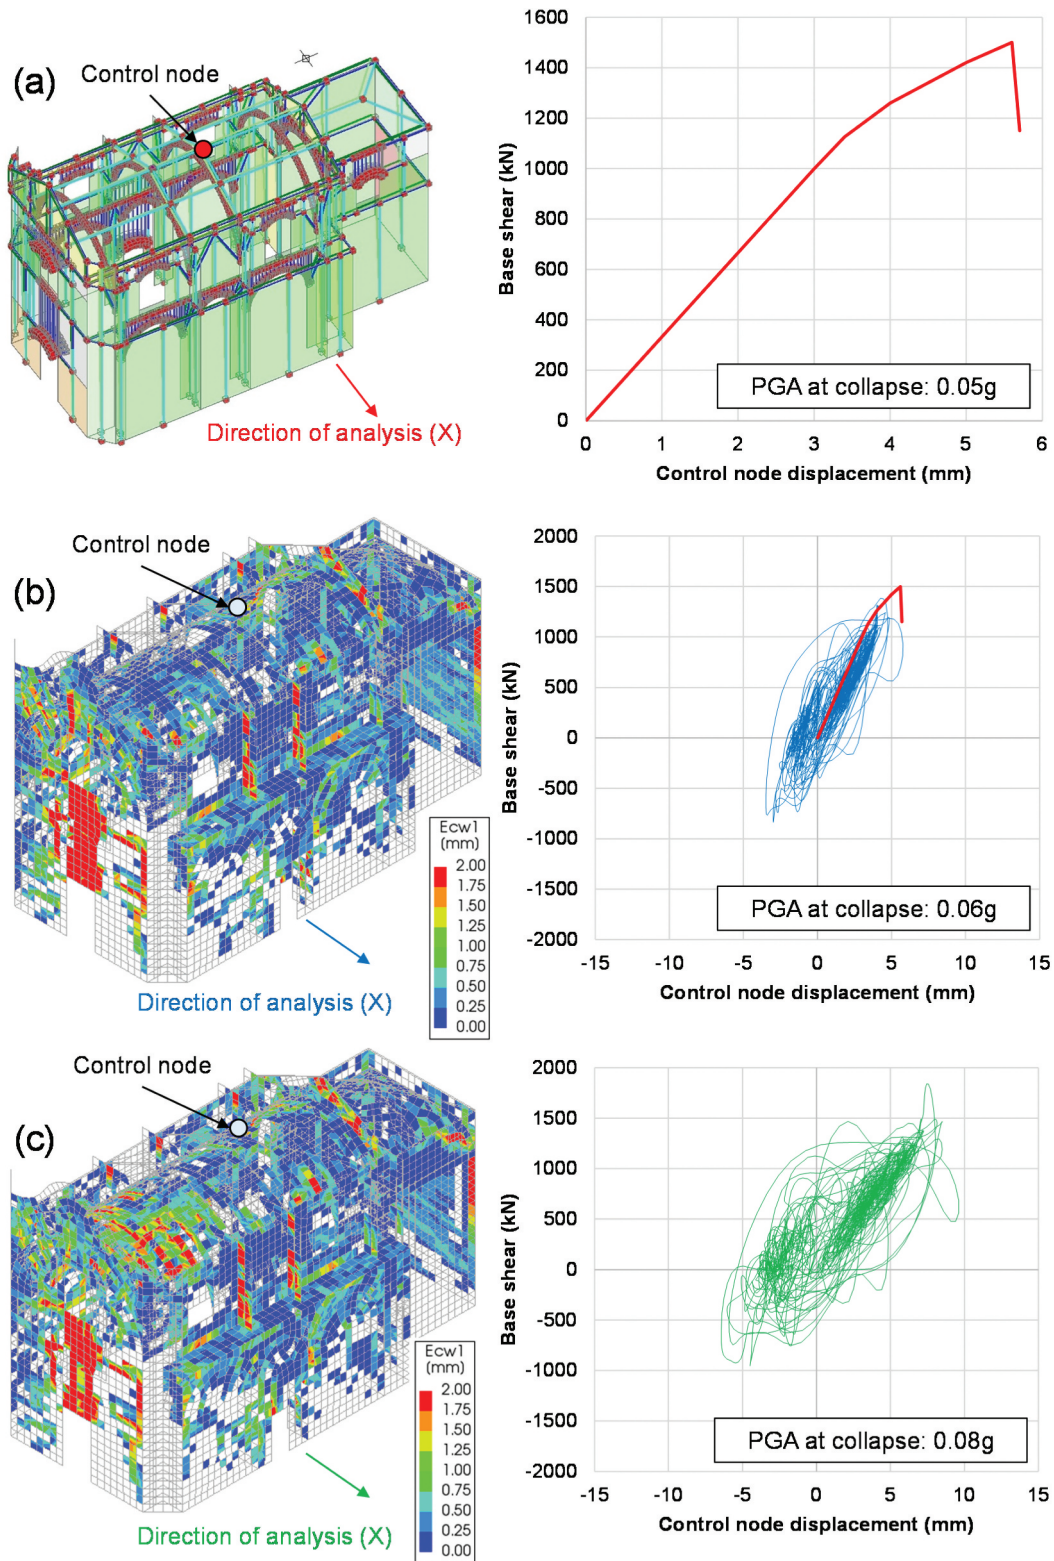 (a)
Control node
Direction of analysis (X)
1600
1400
1200
1000
800
600
400
200
0
Base shear (kN)
PGA at collapse: 0.05g
0 1 2 3 4 5 6
Control node displacement (mm)
(b)
Control node
Ecw1
(mm)
2.00
1.75
1.50
1.25
1.00
0.75
0.50
0.25
0.00
Direction of analysis (X)
2000
1500
1000
500
0
-500
-1000
-1500
-2000
Base shear (kN)
PGA at collapse: 0.06g
-15 -10 -5 0 5 10 15
Control node displacement (mm)
(c)
Control node
Ecw1
(mm)
2.00
1.75
1.50
1.25
1.00
0.75
0.50
0.25
0.00
Direction of analysis (X)
2000
1500
1000
500
0
-500
-1000
-1500
-2000
Base shear (kN)
PGA at collapse: 0.08g
-15 -10 -5 0 5 10 15
Control node displacement (mm)